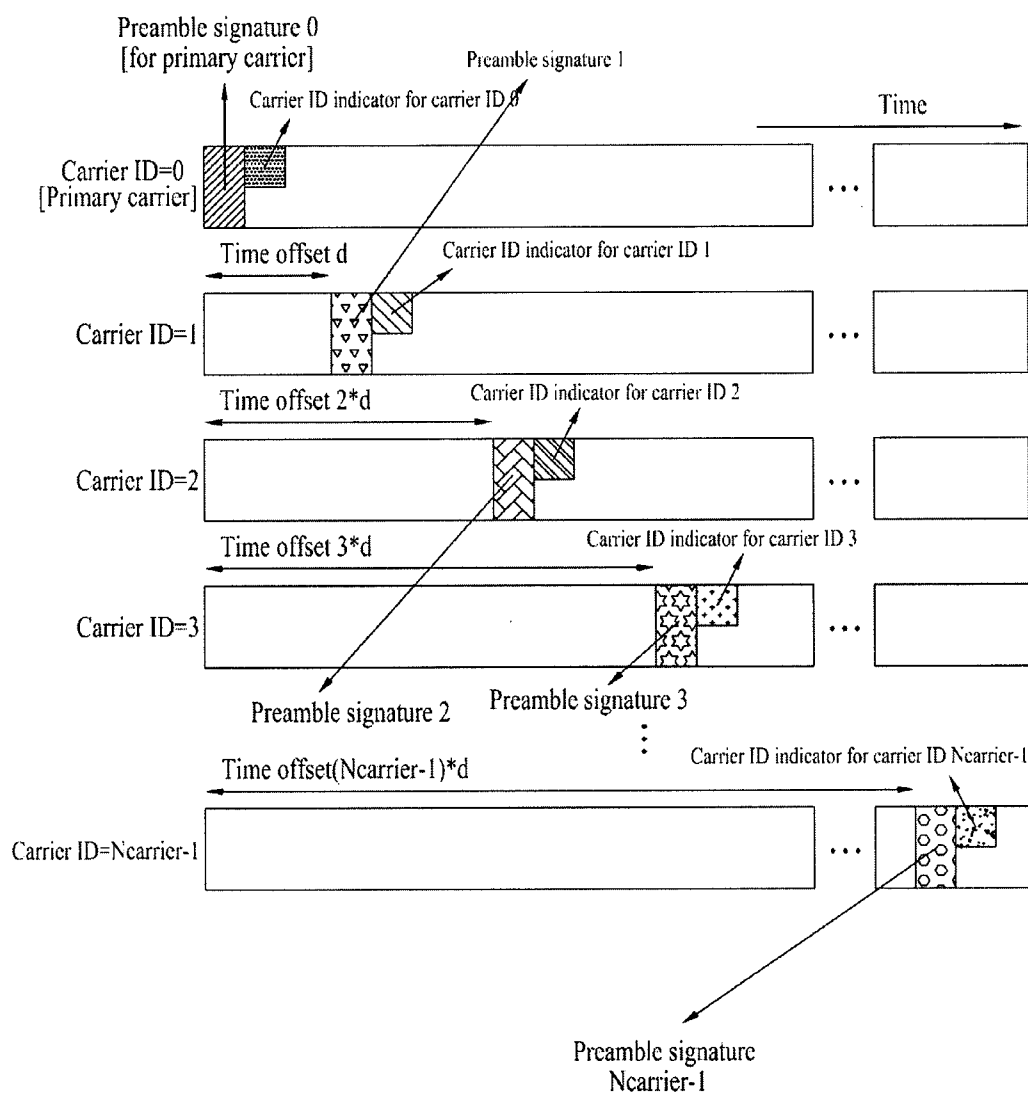 Preamble signature 0
[for primary carrier]
Preamble signature 1
Carrier ID indicator for carrier ID 0
Time
Carrier ID=0
[Primary carrier]
Time offset d
Carrier ID indicator for carrier ID 1
Carrier ID=1
Time offset 2*d
Carrier ID indicator for carrier ID 2
Carrier ID=2
Time offset 3*d
Carrier ID indicator for carrier ID 3
Carrier ID=3
Preamble signature 2
Preamble signature 3
Time offset(Ncarrier-1)*d
Carrier ID indicator for carrier ID Ncarrier-1
Carrier ID=Ncarrier-1
Preamble signature
Ncarrier-1